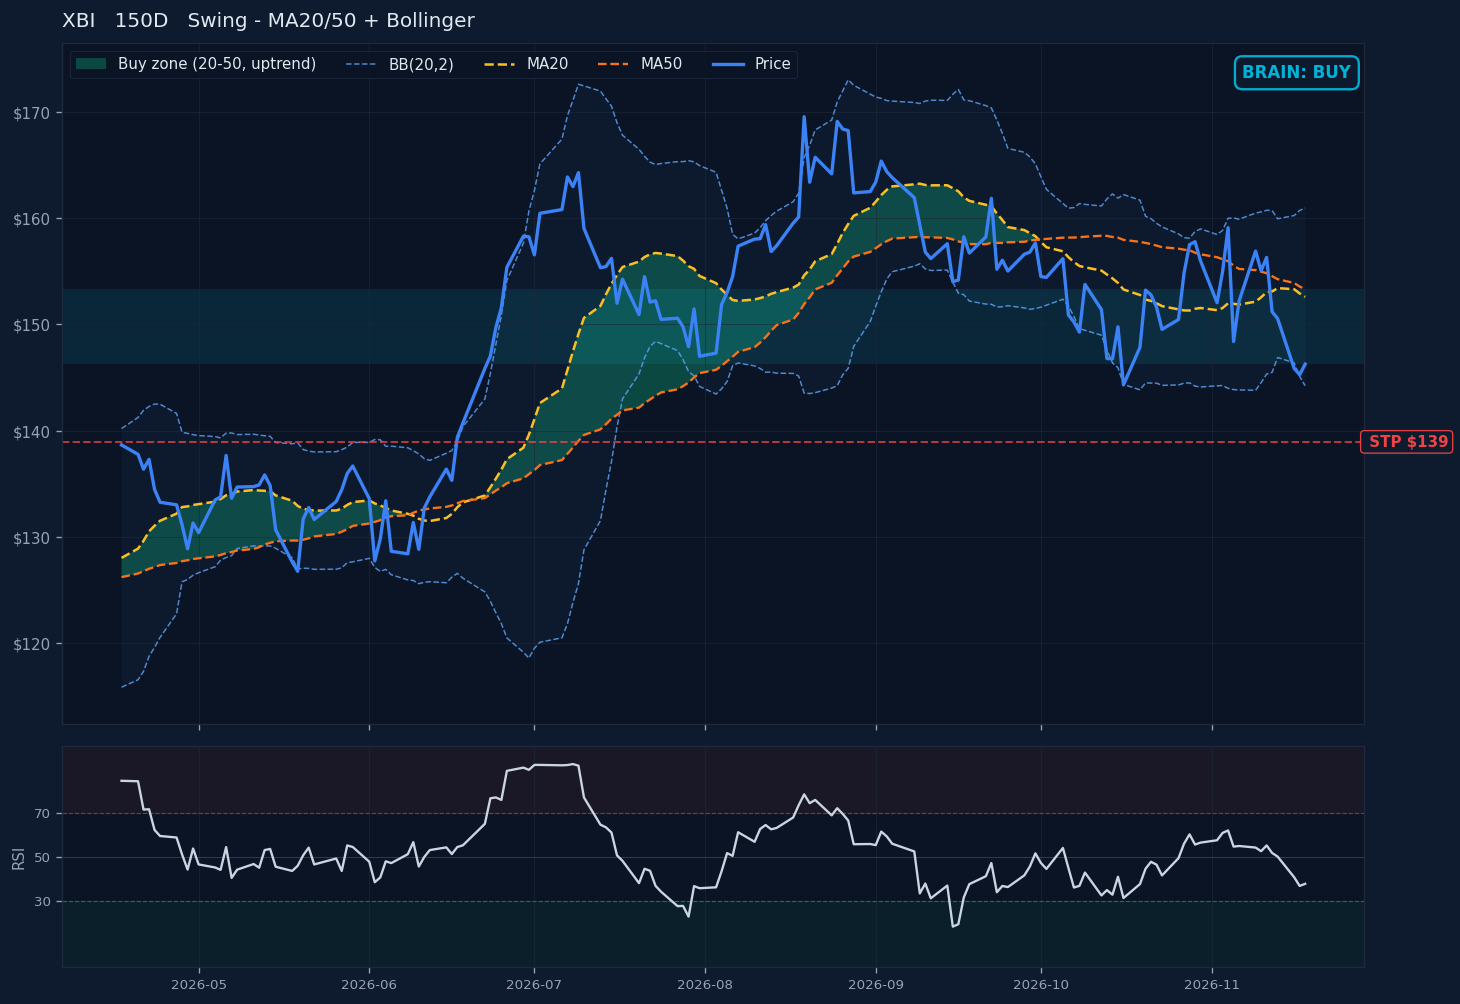 XBI 150D Swing - MA20/50 + Bollinger
Buy zone (20-50, uptrend) BB(20,2) MA20 MA50 Price
BRAIN: BUY
$170
$160
$150
$140
STP $139
$130
$120
RSI
70
50
30
2026-05 2026-06 2026-07 2026-08 2026-09 2026-10 2026-11